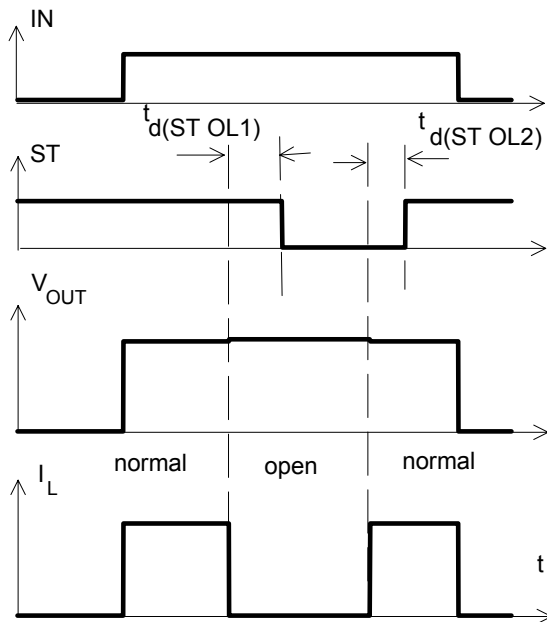 IN
t d(ST OL1)
t d(ST OL2)
ST
V OUT
normal open normal
I L
t